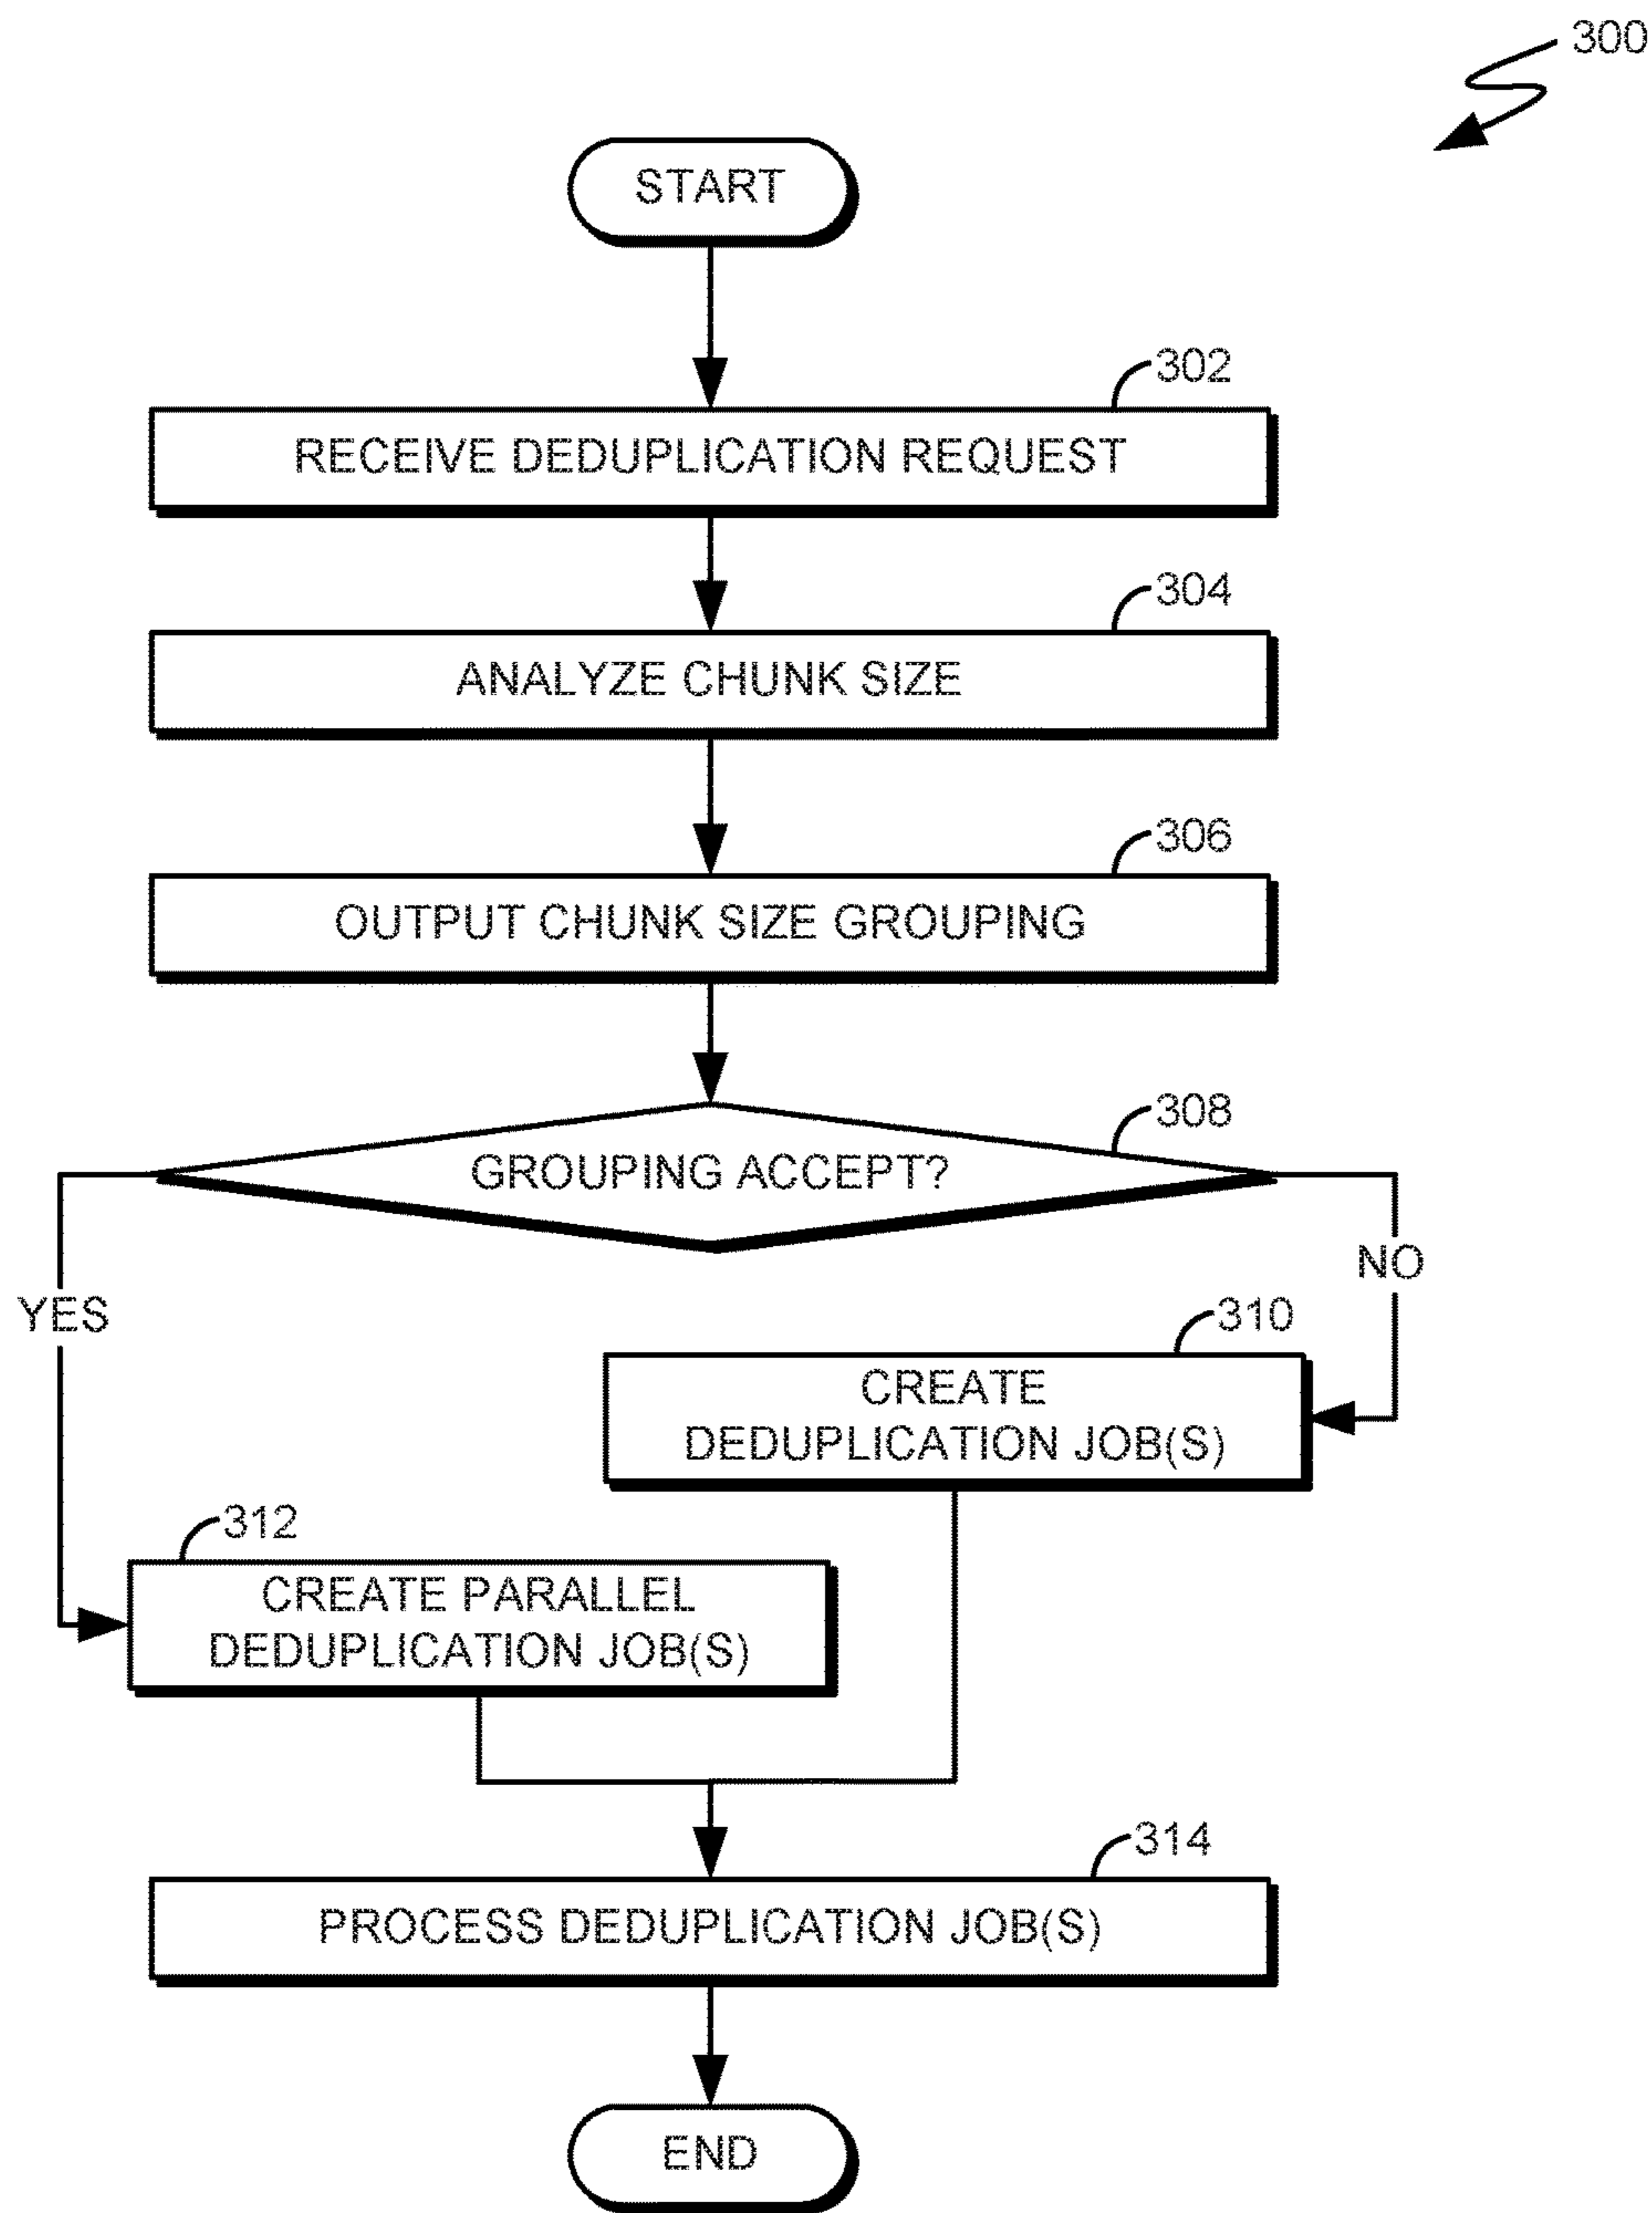 300
START
302
RECEIVE DEDUPLICATION REQUEST
304
ANALYZE CHUNK SIZE
306
OUTPUT CHUNK SIZE GROUPING
308
GROUPING ACCEPT?
NO
YES
310
CREATE
DEDUPLICATION JOB(S)
312
CREATE PARALLEL
DEDUPLICATION JOB(S)
314
PROCESS DEDUPLICATION JOB(S)
END